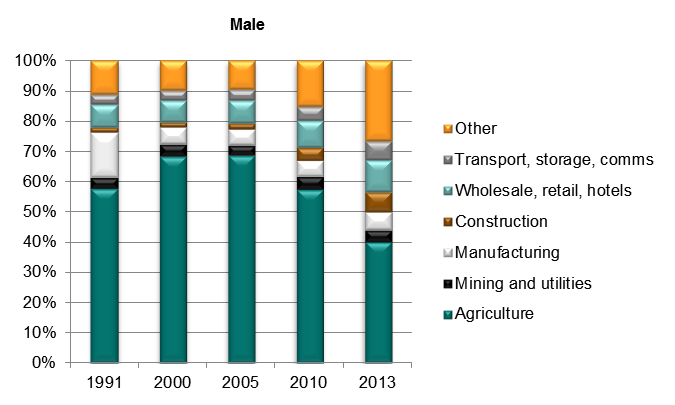 Male
100%
90%
80%
70%
60%
50%
40%
30%
20%
10%
0%
1991 2000 2005 2010 2013
Other
Transport, storage, comms
Wholesale, retail, hotels
Construction
Manufacturing
Mining and utilities
Agriculture